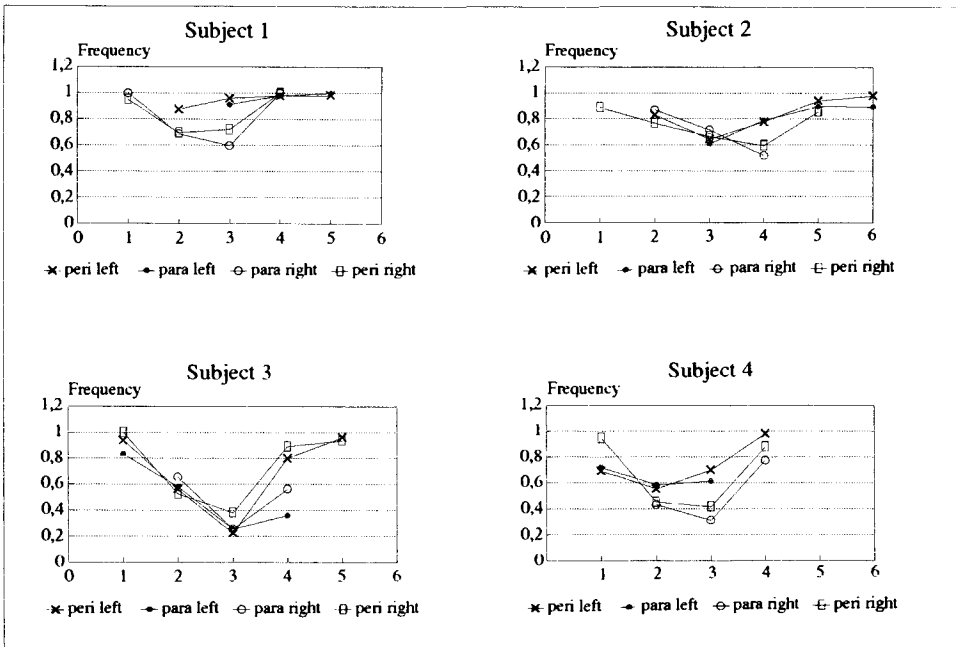 Subject 1
Frequency
1,2
1
0,8
0,6
0,4
0,2
0
0 1 2 3 4 5 6
peri left para left para right peri right
Subject 2
Frequency
1,2
1
0,8
0,6
0,4
0,2
0
0 1 2 3 4 5 6
peri left para left para right peri right
Subject 3
Frequency
1,2
1
0,8
0,6
0,4
0,2
0
0 1 2 3 4 5 6
peri left para left para right peri right
Subject 4
Frequency
1,2
1
0,8
0,6
0,4
0,2
0
1 2 3 4 5 6
peri left para left para right peri right